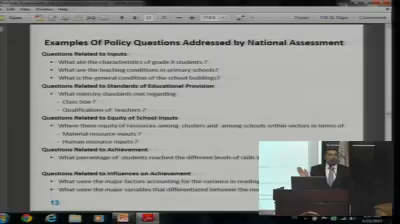 Examples Of Policy Questions Addressed by National Assessment
Questions Related to Inputs:
• What are the characteristics of grade X students ?
• What are the teaching conditions in primary schools?
• What is the general condition of the school buildings?
Questions Related to Standards of Educational Provision:
• What ministry standards met regarding
– Class Size ?
– Qualifications of teachers ?
Questions Related to Equity of School Inputs:
• Where there equity of resources among clusters and among schools within sectors in terms of
– Material resource inputs ?
– Human resource inputs ?
Questions Related to Achievement:
• What percentage of students reached the different levels of skills
Questions Related to Influences on Achievement:
• What were the major factors accounting for the variance in reading
• What were the major variables that differentiated between the
13